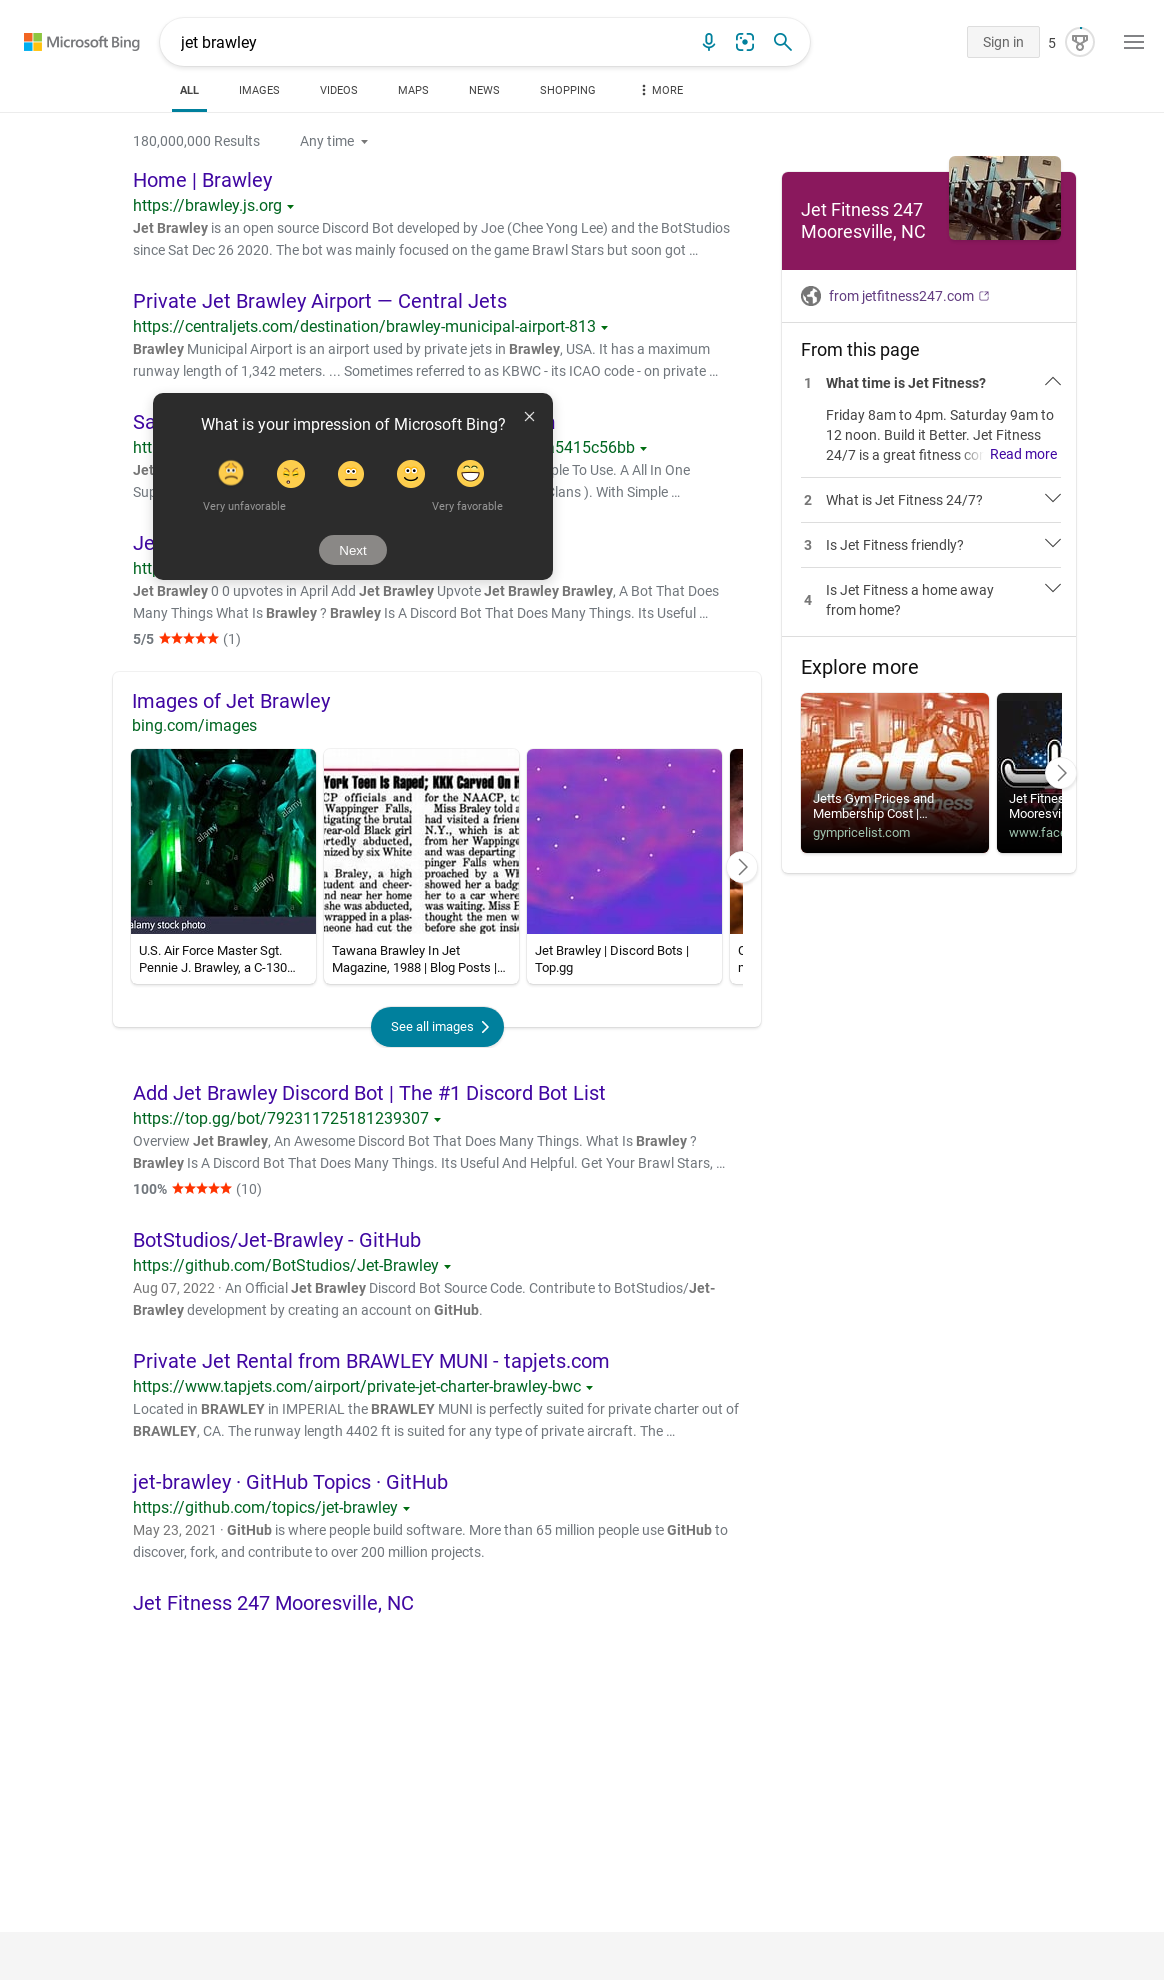 Microsoft Bing
jet brawley
Sign in
5
ALL
IMAGES
VIDEOS
MAPS
NEWS
SHOPPING
MORE
180,000,000 Results
Any time
Home | Brawley
https://brawley.js.org
Jet Brawley is an open source Discord Bot developed by Joe (Chee Yong Lee) and the BotStudios
since Sat Dec 26 2020. The bot was mainly focused on the game Brawl Stars but soon got …
Private Jet Brawley Airport — Central Jets
https://centraljets.com/destination/brawley-municipal-airport-813
Brawley Municipal Airport is an airport used by private jets in Brawley, USA. It has a maximum
runway length of 1,342 meters. ... Sometimes referred to as KBWC - its ICAO code - on private …
Sa
htt
5415c56bb
Jet
ple To Use. A All In One
Sup
Clans ). With Simple …
What is your impression of Microsoft Bing?
Very unfavorable
Very favorable
Next
Je
http
Jet Brawley 0 0 upvotes in April Add Jet Brawley Upvote Jet Brawley Brawley, A Bot That Does
Many Things What Is Brawley ? Brawley Is A Discord Bot That Does Many Things. Its Useful …
5/5 ★★★★★ (1)
Images of Jet Brawley
bing.com/images
a
alamy
alamy
alamy stock photo
U.S. Air Force Master Sgt.
Pennie J. Brawley, a C-130…
York Teen Is Raped; KKK Carved On H
CP officials and
Wappinger Falls,
tigating the brutal
year-old Black girl
rtedly abducted,
mized by six White
a Braley, a high
tudent and cheer-
and near her home
she was abducted,
wrapped in a plas-
meone had cut the
for the NAACP, to
Miss Braley told a
had visited a friend
N.Y., which is ab
from her Wappinge
and was departing
pinger Falls when
proached by a Wh
showed her a badg
her to a car where
was waiting. Miss B
thought the men w
before she got insi
Tawana Brawley In Jet
Magazine, 1988 | Blog Posts |…
Jet Brawley | Discord Bots |
Top.gg
See all images
Add Jet Brawley Discord Bot | The #1 Discord Bot List
https://top.gg/bot/792311725181239307
Overview Jet Brawley, An Awesome Discord Bot That Does Many Things. What Is Brawley ?
Brawley Is A Discord Bot That Does Many Things. Its Useful And Helpful. Get Your Brawl Stars, …
100% ★★★★★ (10)
BotStudios/Jet-Brawley - GitHub
https://github.com/BotStudios/Jet-Brawley
Aug 07, 2022 · An Official Jet Brawley Discord Bot Source Code. Contribute to BotStudios/Jet-
Brawley development by creating an account on GitHub.
Private Jet Rental from BRAWLEY MUNI - tapjets.com
https://www.tapjets.com/airport/private-jet-charter-brawley-bwc
Located in BRAWLEY in IMPERIAL the BRAWLEY MUNI is perfectly suited for private charter out of
BRAWLEY, CA. The runway length 4402 ft is suited for any type of private aircraft. The …
jet-brawley · GitHub Topics · GitHub
https://github.com/topics/jet-brawley
May 23, 2021 · GitHub is where people build software. More than 65 million people use GitHub to
discover, fork, and contribute to over 200 million projects.
Jet Fitness 247 Mooresville, NC
Jet Fitness 247
Mooresville, NC
from jetfitness247.com
From this page
1 What time is Jet Fitness?
Friday 8am to 4pm. Saturday 9am to
12 noon. Build it Better. Jet Fitness
24/7 is a great fitness co Read more
2 What is Jet Fitness 24/7?
3 Is Jet Fitness friendly?
4 Is Jet Fitness a home away
from home?
Explore more
jetts
fitness
Jetts Gym Prices and
Membership Cost |…
gympricelist.com
Jet Fitnes
Mooresvi
www.face